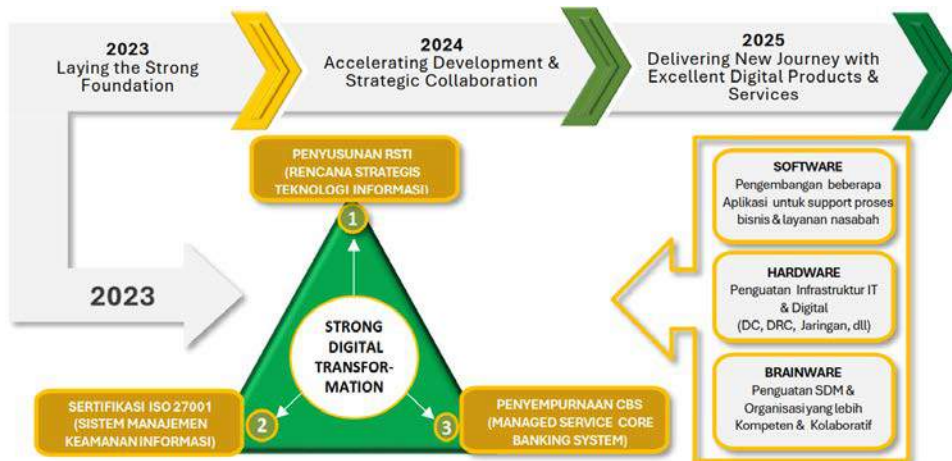 2023
Laying the Strong
Foundation
2024
Accelerating Development &
Strategic Collaboration
2025
Delivering New Journey with
Excellent Digital Products &
Services
2023
PENYUSUNAN RSTI
(RENCANA STRATEGIS
TEKNOLOGI INFORMASI)
1
STRONG
DIGITAL
TRANSFOR-
MATION
SERTIFIKASI ISO 27001
(SISTEM MANAJEMEN
KEAMANAN INFORMASI)
2
3
PENYEMPURNAAN CBS
(MANAGED SERVICE CORE
BANKING SYSTEM)
SOFTWARE
Pengembangan beberapa
Aplikasi untuk support proses
bisnis & layanan nasabah
HARDWARE
Penguatan Infrastruktur IT
& Digital
(DC, DRC, Jaringan, dll)
BRAINWARE
Penguatan SDM &
Organisasi yang lebih
Kompeten & Kolaboratif